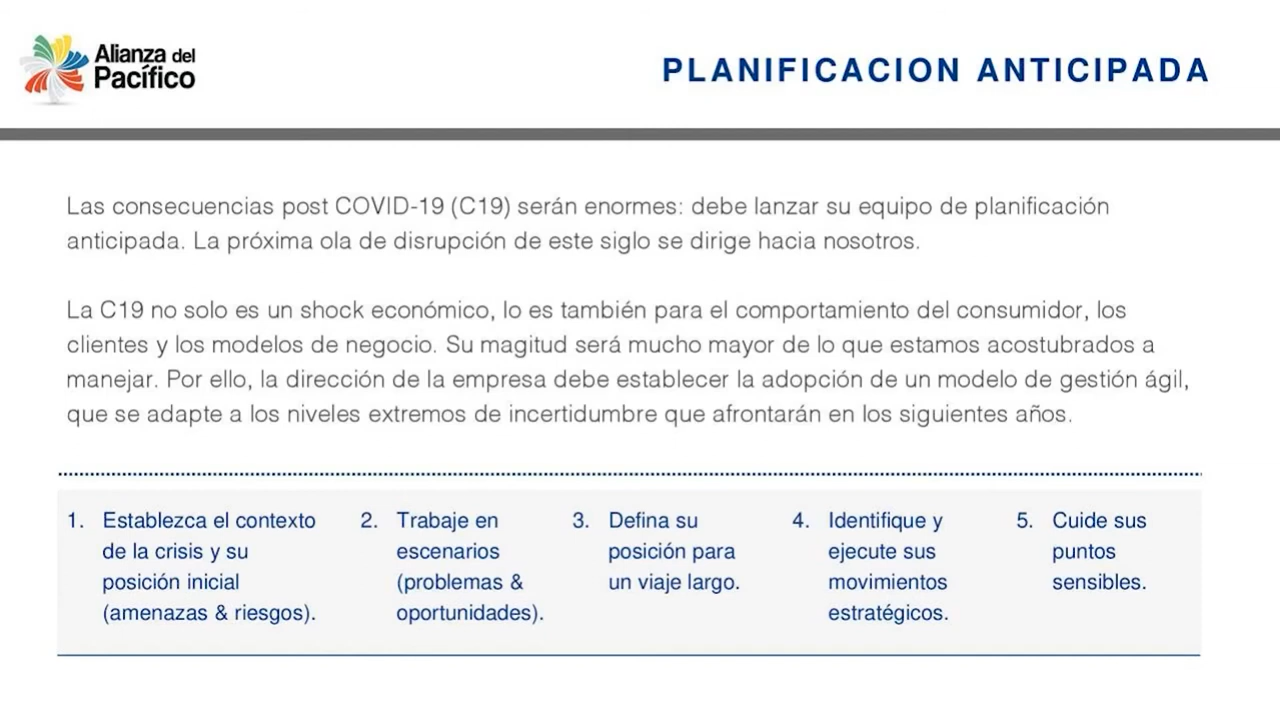 Alianza del
Pacífico
PLANIFICACION ANTICIPADA
Las consecuencias post COVID-19 (C19) serán enormes: debe lanzar su equipo de planificación
anticipada. La próxima ola de disrupción de este siglo se dirige hacia nosotros.
La C19 no solo es un shock económico, lo es también para el comportamiento del consumidor, los
clientes y los modelos de negocio. Su magitud será mucho mayor de lo que estamos acostubrados a
manejar. Por ello, la dirección de la empresa debe establecer la adopción de un modelo de gestión ágil,
que se adapte a los niveles extremos de incertidumbre que afrontarán en los siguientes años.
1. Establezca el contexto
de la crisis y su
posición inicial
(amenazas & riesgos).
2. Trabaje en
escenarios
(problemas &
oportunidades).
3. Defina su
posición para
un viaje largo.
4. Identifique y
ejecute sus
movimientos
estratégicos.
5. Cuide sus
puntos
sensibles.